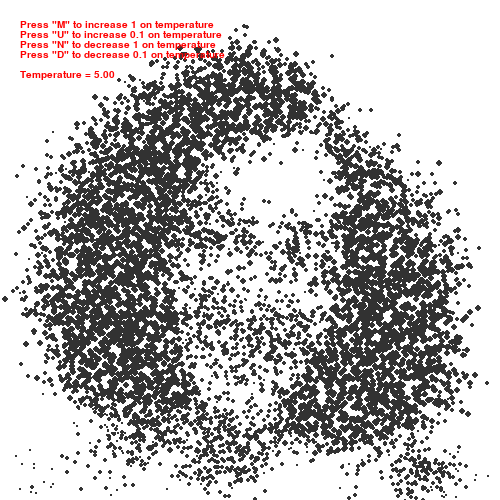 Press "M" to increase 1 on temperature
Press "U" to increase 0.1 on temperature
Press "N" to decrease 1 on temperature
Press "D" to decrease 0.1 on temperature
Temperature = 5.00